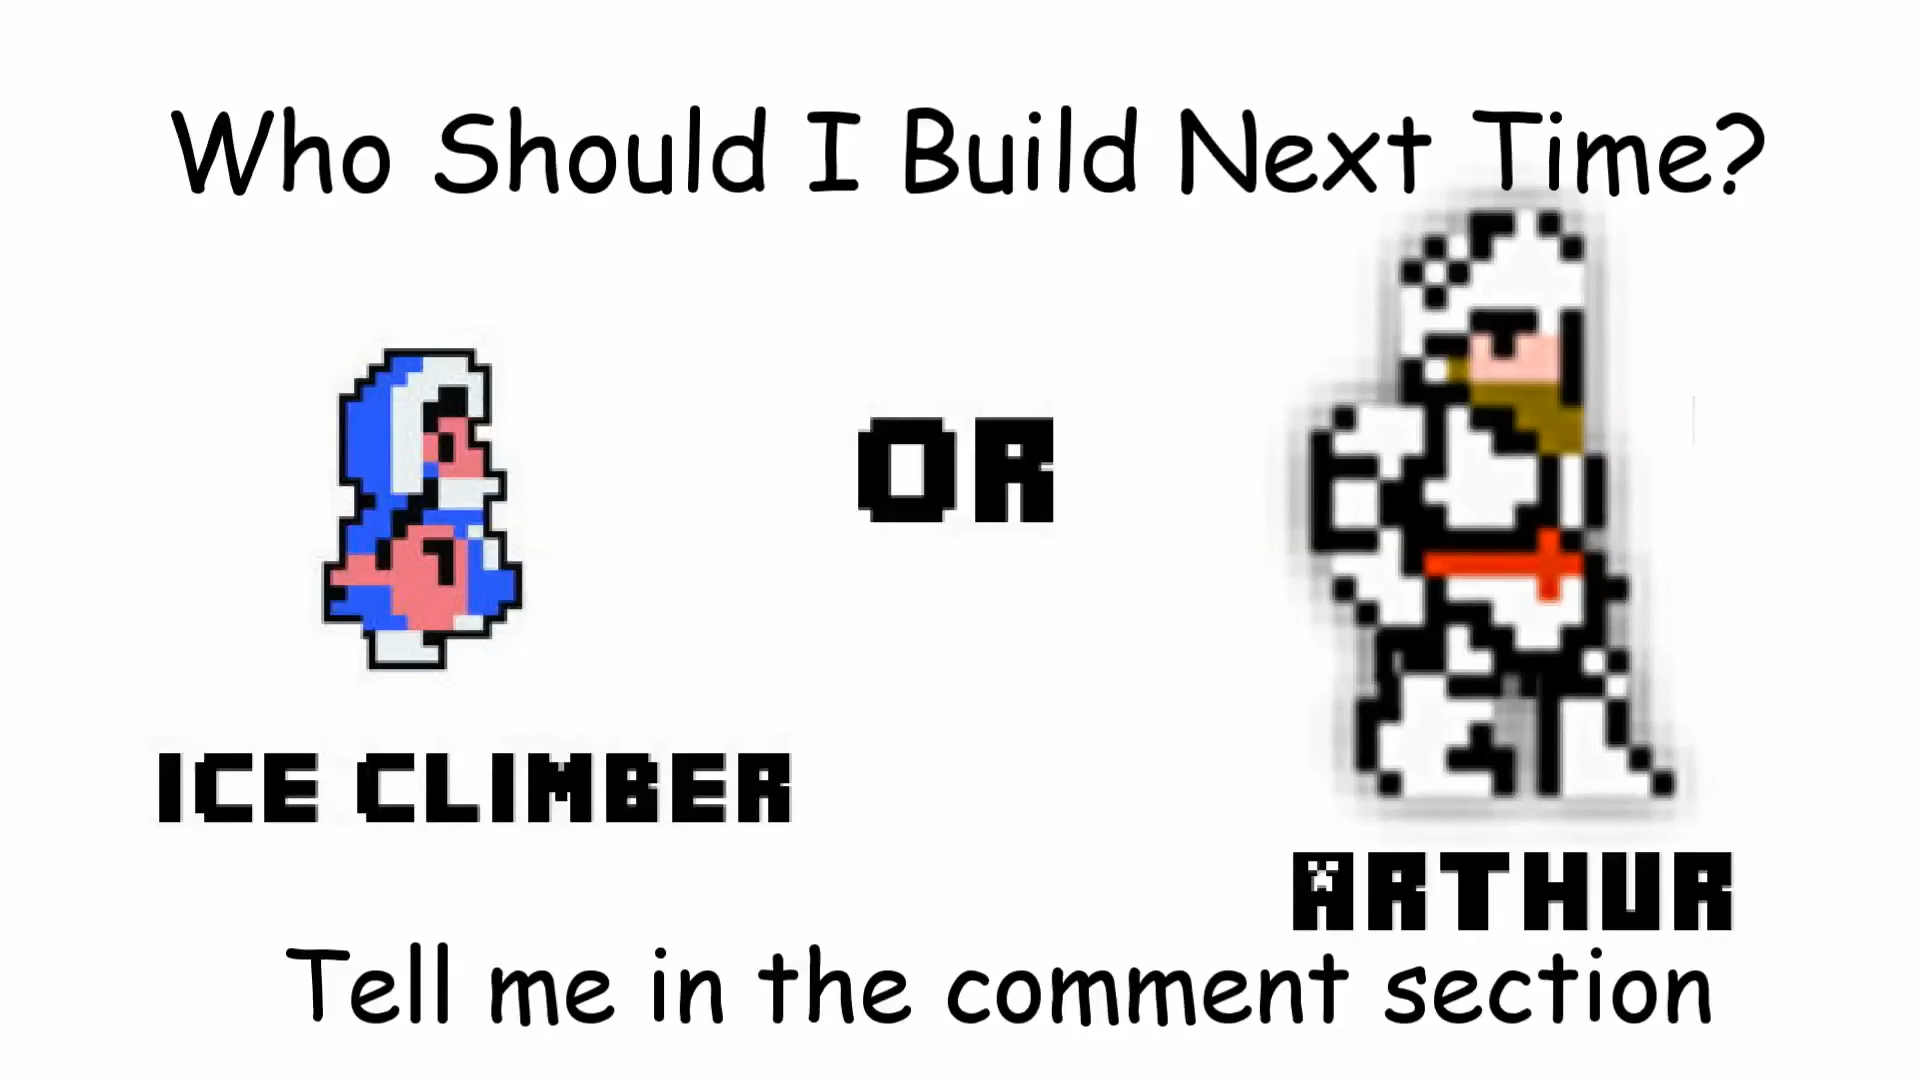 Who Should I Build Next Time?
OR
ICE CLIMBER
ARTHUR
Tell me in the comment section